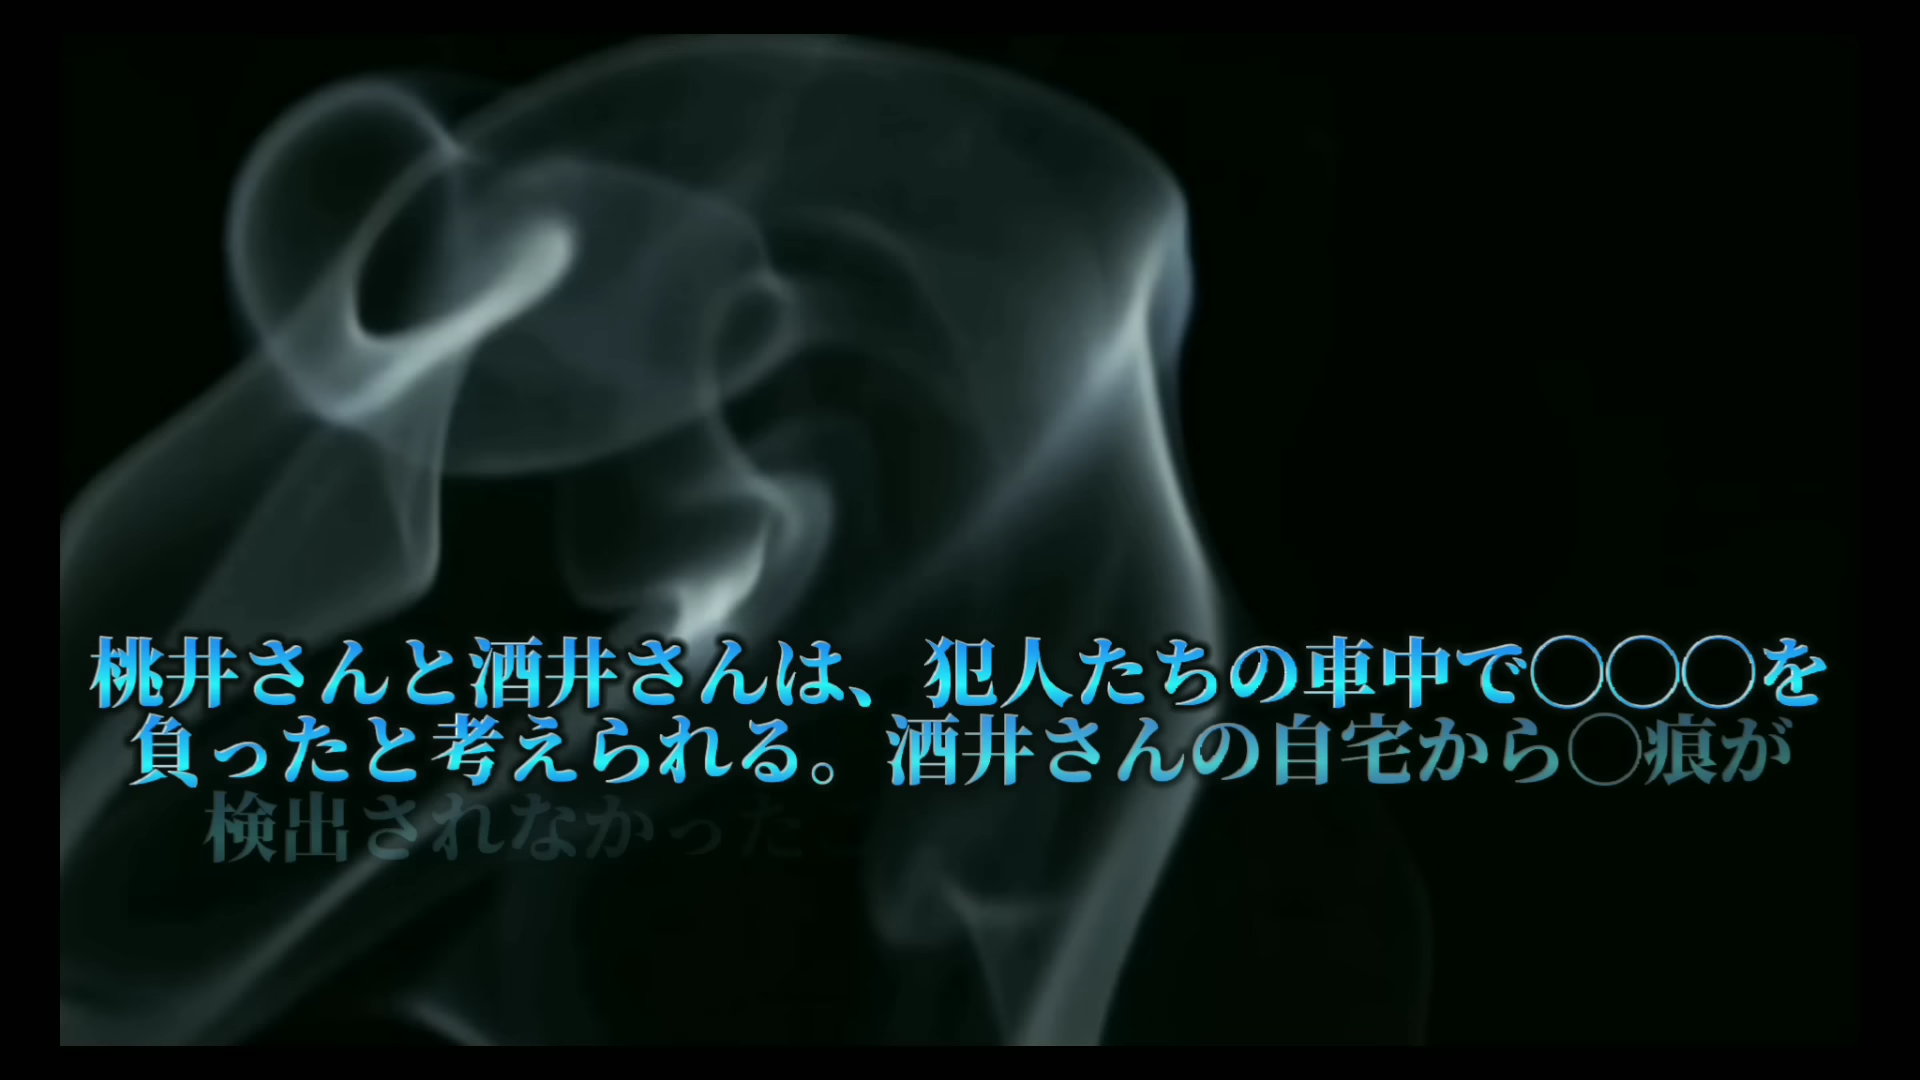 桃井さんと酒井さんは、犯人たちの車中で◯◯◯を
負ったと考えられる。酒井さんの自宅から◯痕が
検出されなかったこ